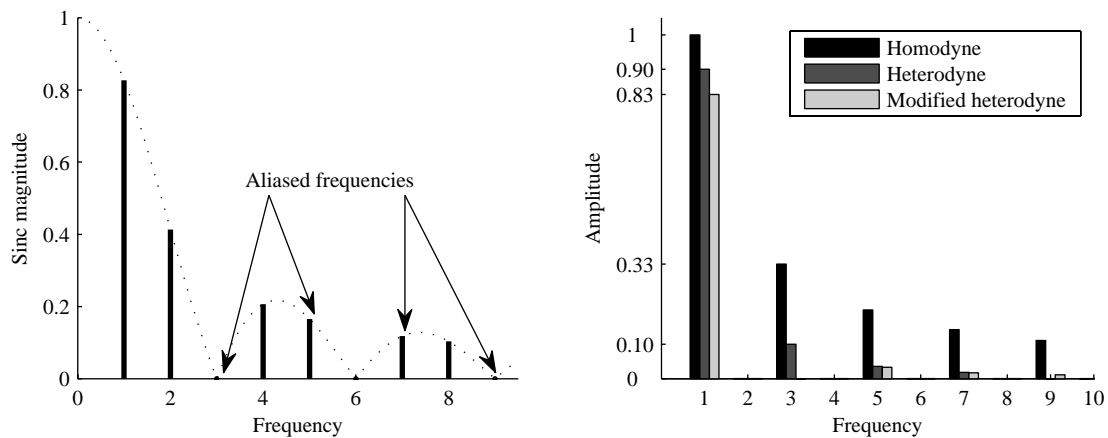 1
0.8
0.6
0.4
0.2
0
Sinc magnitude
Aliased frequencies
0 2 4 6 8
Frequency
1
0.90
0.83
0.33
0.10
0
Amplitude
Homodyne
Heterodyne
Modified heterodyne
1 2 3 4 5 6 7 8 9 10
Frequency